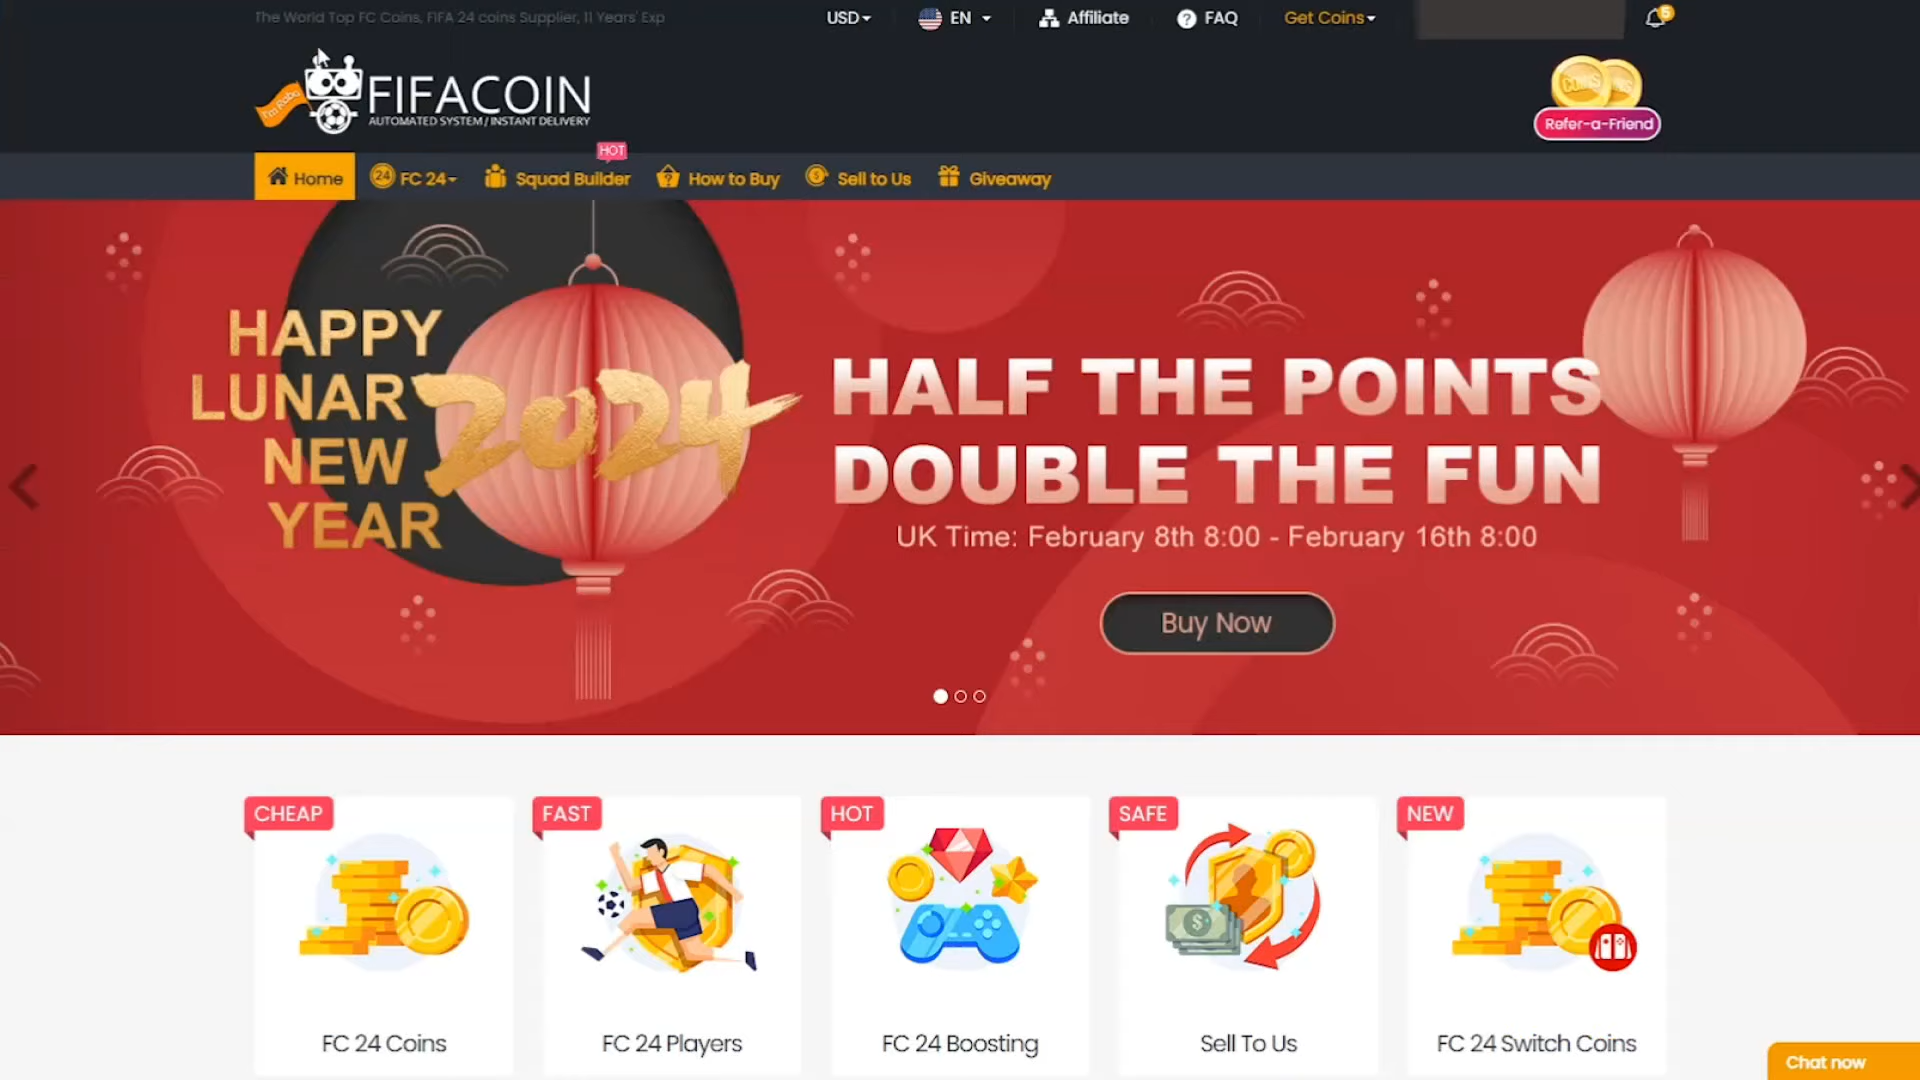 The World Top FC Coins, FIFA 24 coins Supplier, 11 Years' Exp
USD
EN
Affiliate
? FAQ
Get Coins
6
I'm Robo
FIFACOIN
AUTOMATED SYSTEM / INSTANT DELIVERY
COINS
Refer-a-Friend
HOT
Home
24 FC 24
Squad Builder
How to Buy
Sell to Us
Giveaway
HAPPY
LUNAR
NEW
YEAR
2024
HALF THE POINTS
DOUBLE THE FUN
UK Time: February 8th 8:00 - February 16th 8:00
Buy Now
CHEAP
FAST
HOT
SAFE
NEW
FC 24 Coins
FC 24 Players
FC 24 Boosting
Sell To Us
FC 24 Switch Coins
Chat now